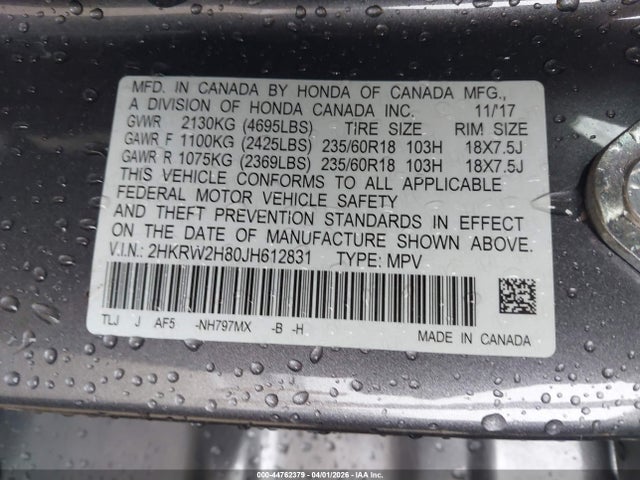 MFD. IN CANADA BY HONDA OF CANADA MFG.,
A DIVISION OF HONDA CANADA INC. 11/17
GVWR 2130KG (4695LBS) TIRE SIZE RIM SIZE
GAWR F 1100KG (2425LBS) 235/60R18 103H 18X7.5J
GAWR R 1075KG (2369LBS) 235/60R18 103H 18X7.5J
THIS VEHICLE CONFORMS TO ALL APPLICABLE
FEDERAL MOTOR VEHICLE SAFETY
AND THEFT PREVENTION STANDARDS IN EFFECT
ON THE DATE OF MANUFACTURE SHOWN ABOVE.
V.I.N.: 2HKRW2H80JH612831 TYPE: MPV
TLJ J AF5 -NH797MX -B -H
MADE IN CANADA
000-44762379 | 04/01/2026 | IAA Inc.